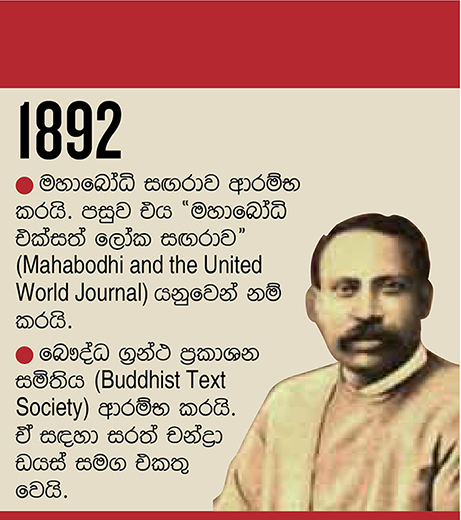 1892
● මහාබෝධි සඟරාව ආරම්භ
කරයි. පසුව එය “මහාබෝධි
එක්සත් ලෝක සඟරාව”
(Mahabodhi and the United
World Journal) යනුවෙන් නම්
කරයි.
● බෞද්ධ ග්‍රන්ථ ප්‍රකාශන
සමිතිය (Buddhist Text
Society) ආරම්භ කරයි.
ඒ සඳහා සරත් චන්ද්‍රා
ඩයස් සමග එකතු
වෙයි.